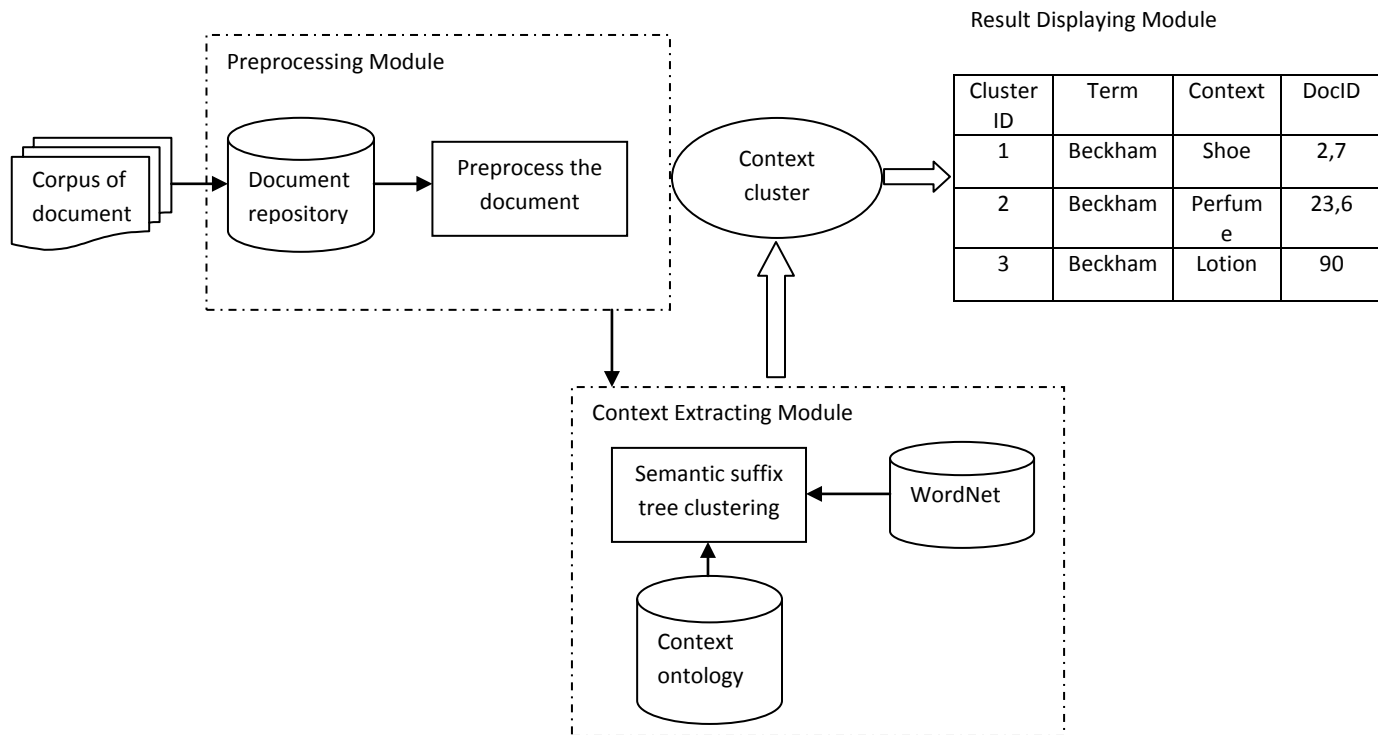 Result Displaying Module
Preprocessing Module
Corpus of
document
Document
repository
Preprocess the
document
Context
cluster
Cluster
ID
Term
Context
DocID
1
Beckham
Shoe
2,7
2
Beckham
Perfum
e
23,6
3
Beckham
Lotion
90
Context Extracting Module
Semantic suffix
tree clustering
WordNet
Context
ontology